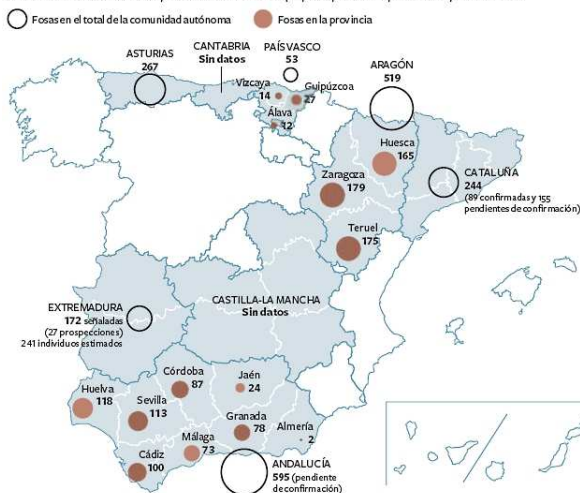 Fosas en el total de la comunidad autónoma
Fosas en la provincia
ASTURIAS
267
CANTABRIA
Sin datos
PAÍS VASCO
53
Vizcaya
14
Guipúzcoa
27
Álava
12
ARAGÓN
519
Huesca
165
Zaragoza
179
Teruel
175
CATALUÑA
244
(89 confirmadas y 155
pendientes de confirmación)
EXTREMADURA
172 señaladas
(27 prospecciones)
241 individuos estimados
CASTILLA-LA MANCHA
Sin datos
Huelva
118
Sevilla
113
Córdoba
87
Jaén
24
Cádiz
100
Málaga
73
Granada
78
Almería
2
ANDALUCÍA
595 (pendiente
de confirmación)